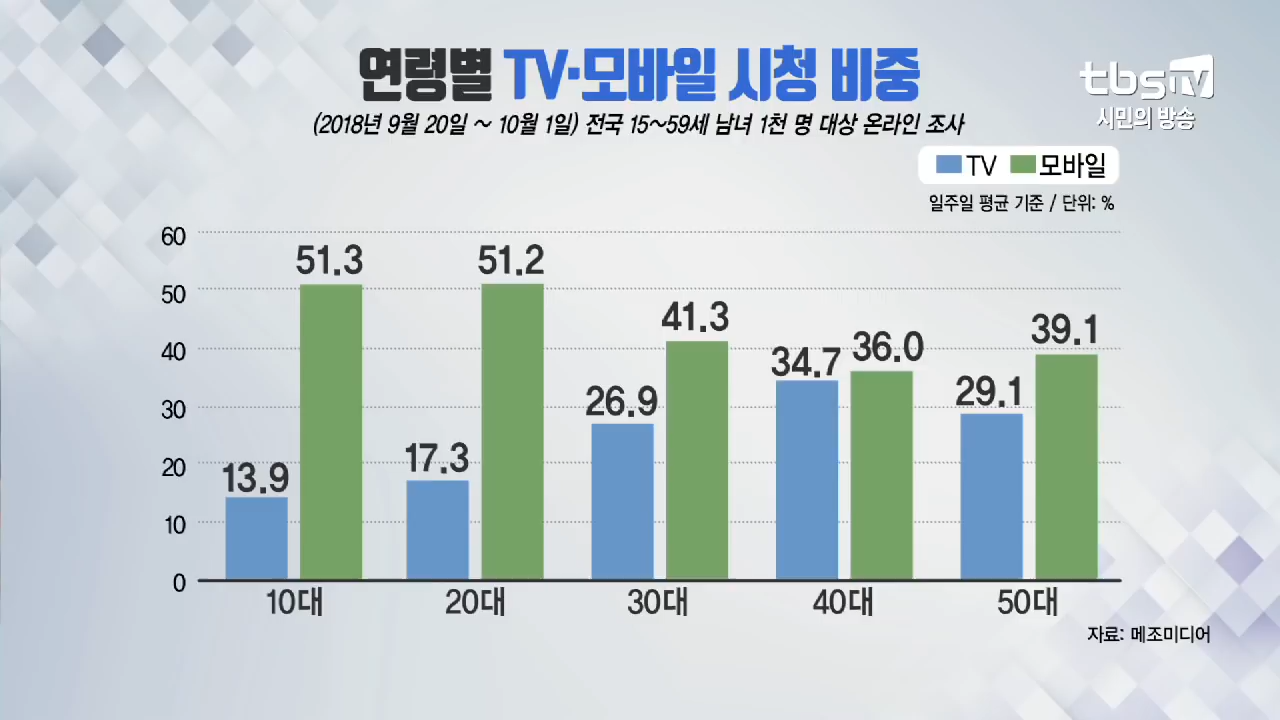 연령별 TV·모바일 시청 비중
tbsTV
시민의 방송
(2018년 9월 20일 ~ 10월 1일) 전국 15~59세 남녀 1천 명 대상 온라인 조사
TV 모바일
일주일 평균 기준 / 단위: %
60
50
40
30
20
10
0
13.9 51.3
17.3 51.2
26.9 41.3
34.7 36.0
29.1 39.1
10대 20대 30대 40대 50대
자료: 메조미디어